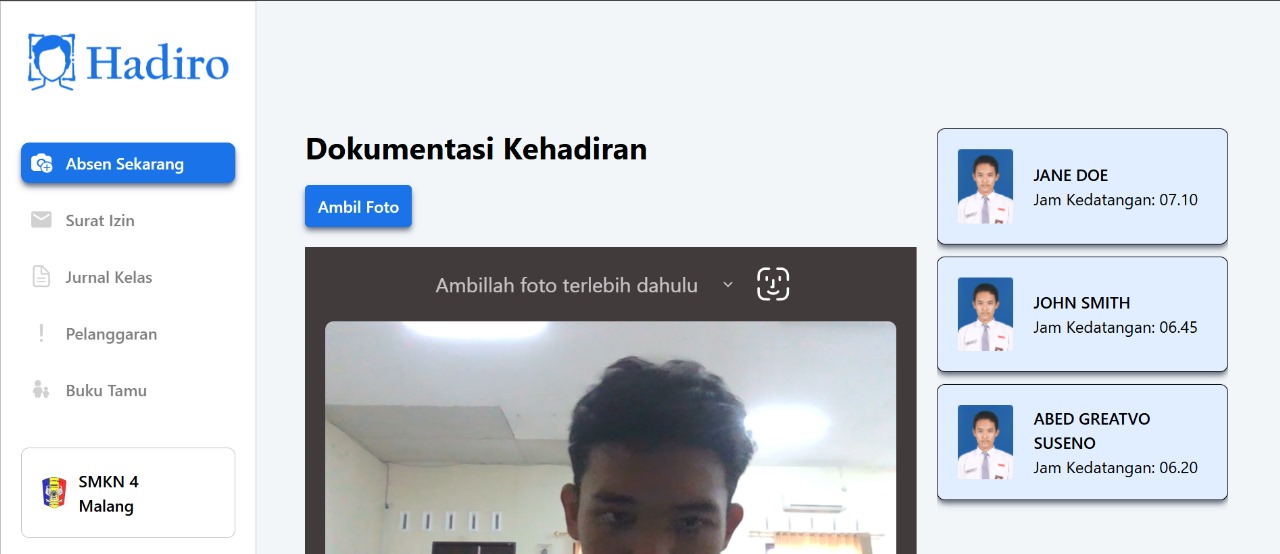 Hadiro
Absen Sekarang
Surat Izin
Jurnal Kelas
Pelanggaran
Buku Tamu
SMKN 4
Malang
Dokumentasi Kehadiran
Ambil Foto
Ambillah foto terlebih dahulu
JANE DOE
Jam Kedatangan: 07.10
JOHN SMITH
Jam Kedatangan: 06.45
ABED GREATVO
SUSENO
Jam Kedatangan: 06.20